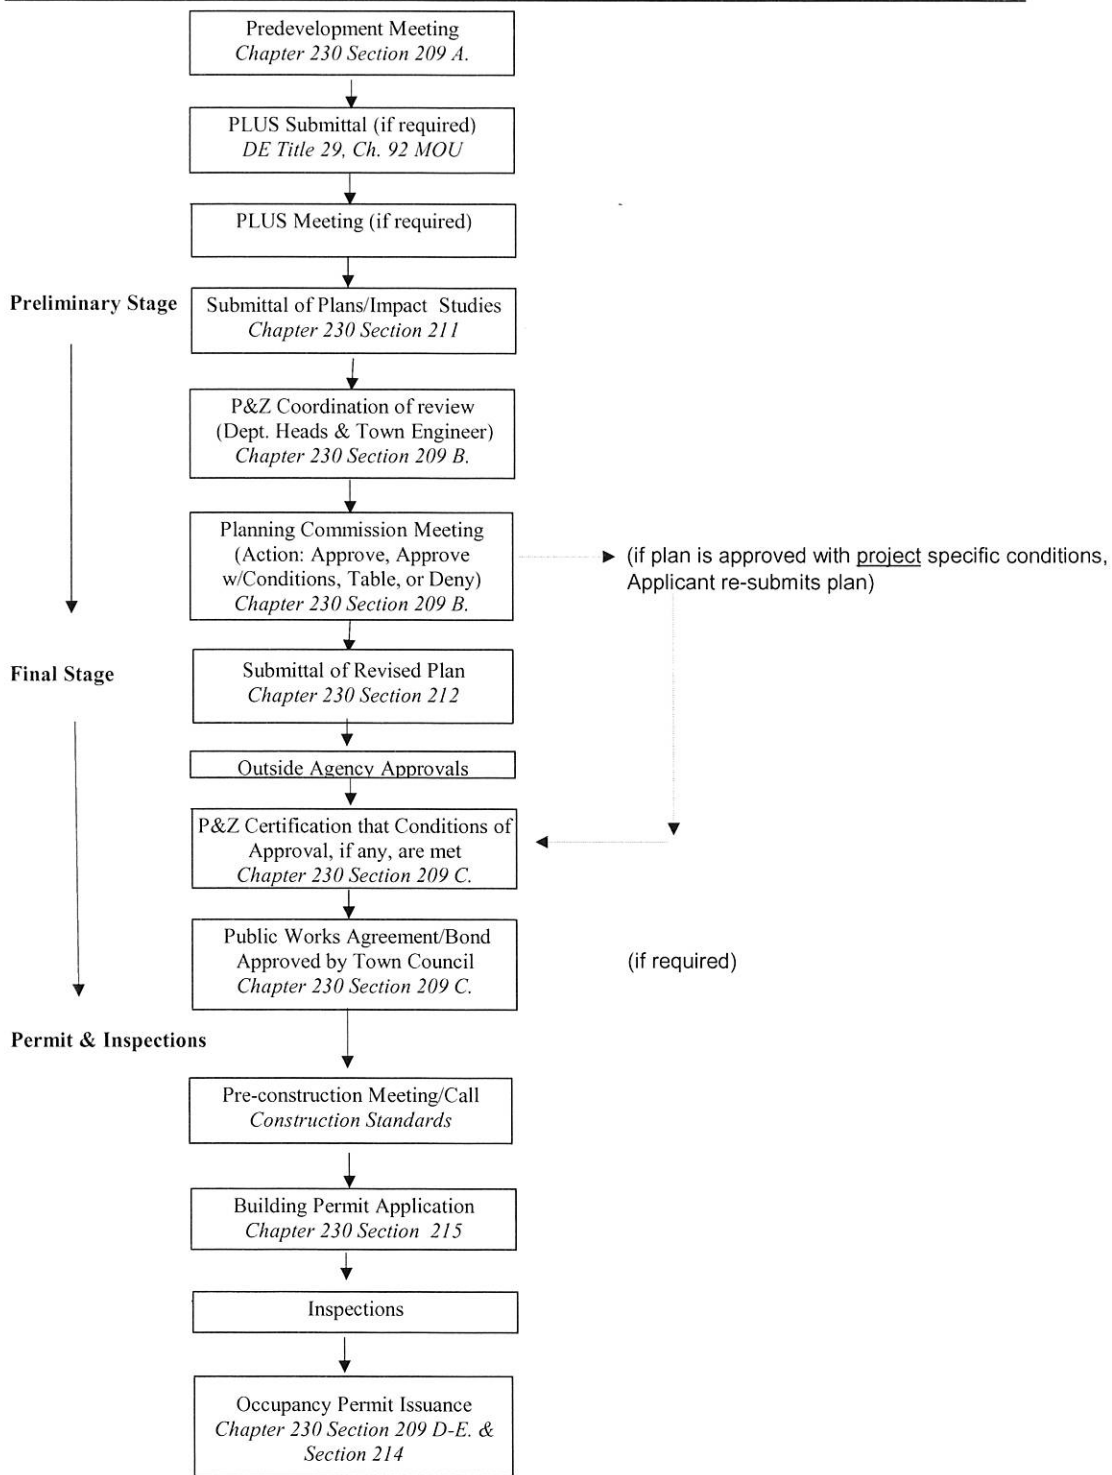 Predevelopment Meeting
Chapter 230 Section 209 A.
PLUS Submittal (if required)
DE Title 29, Ch. 92 MOU
PLUS Meeting (if required)
Preliminary Stage
Submittal of Plans/Impact Studies
Chapter 230 Section 211
P&Z Coordination of review
(Dept. Heads & Town Engineer)
Chapter 230 Section 209 B.
Planning Commission Meeting
(Action: Approve, Approve
w/Conditions, Table, or Deny)
Chapter 230 Section 209 B.
(if plan is approved with project specific conditions,
Applicant re-submits plan)
Final Stage
Submittal of Revised Plan
Chapter 230 Section 212
Outside Agency Approvals
P&Z Certification that Conditions of
Approval, if any, are met
Chapter 230 Section 209 C.
Public Works Agreement/Bond
Approved by Town Council
Chapter 230 Section 209 C.
(if required)
Permit & Inspections
Pre-construction Meeting/Call
Construction Standards
Building Permit Application
Chapter 230 Section 215
Inspections
Occupancy Permit Issuance
Chapter 230 Section 209 D-E. &
Section 214